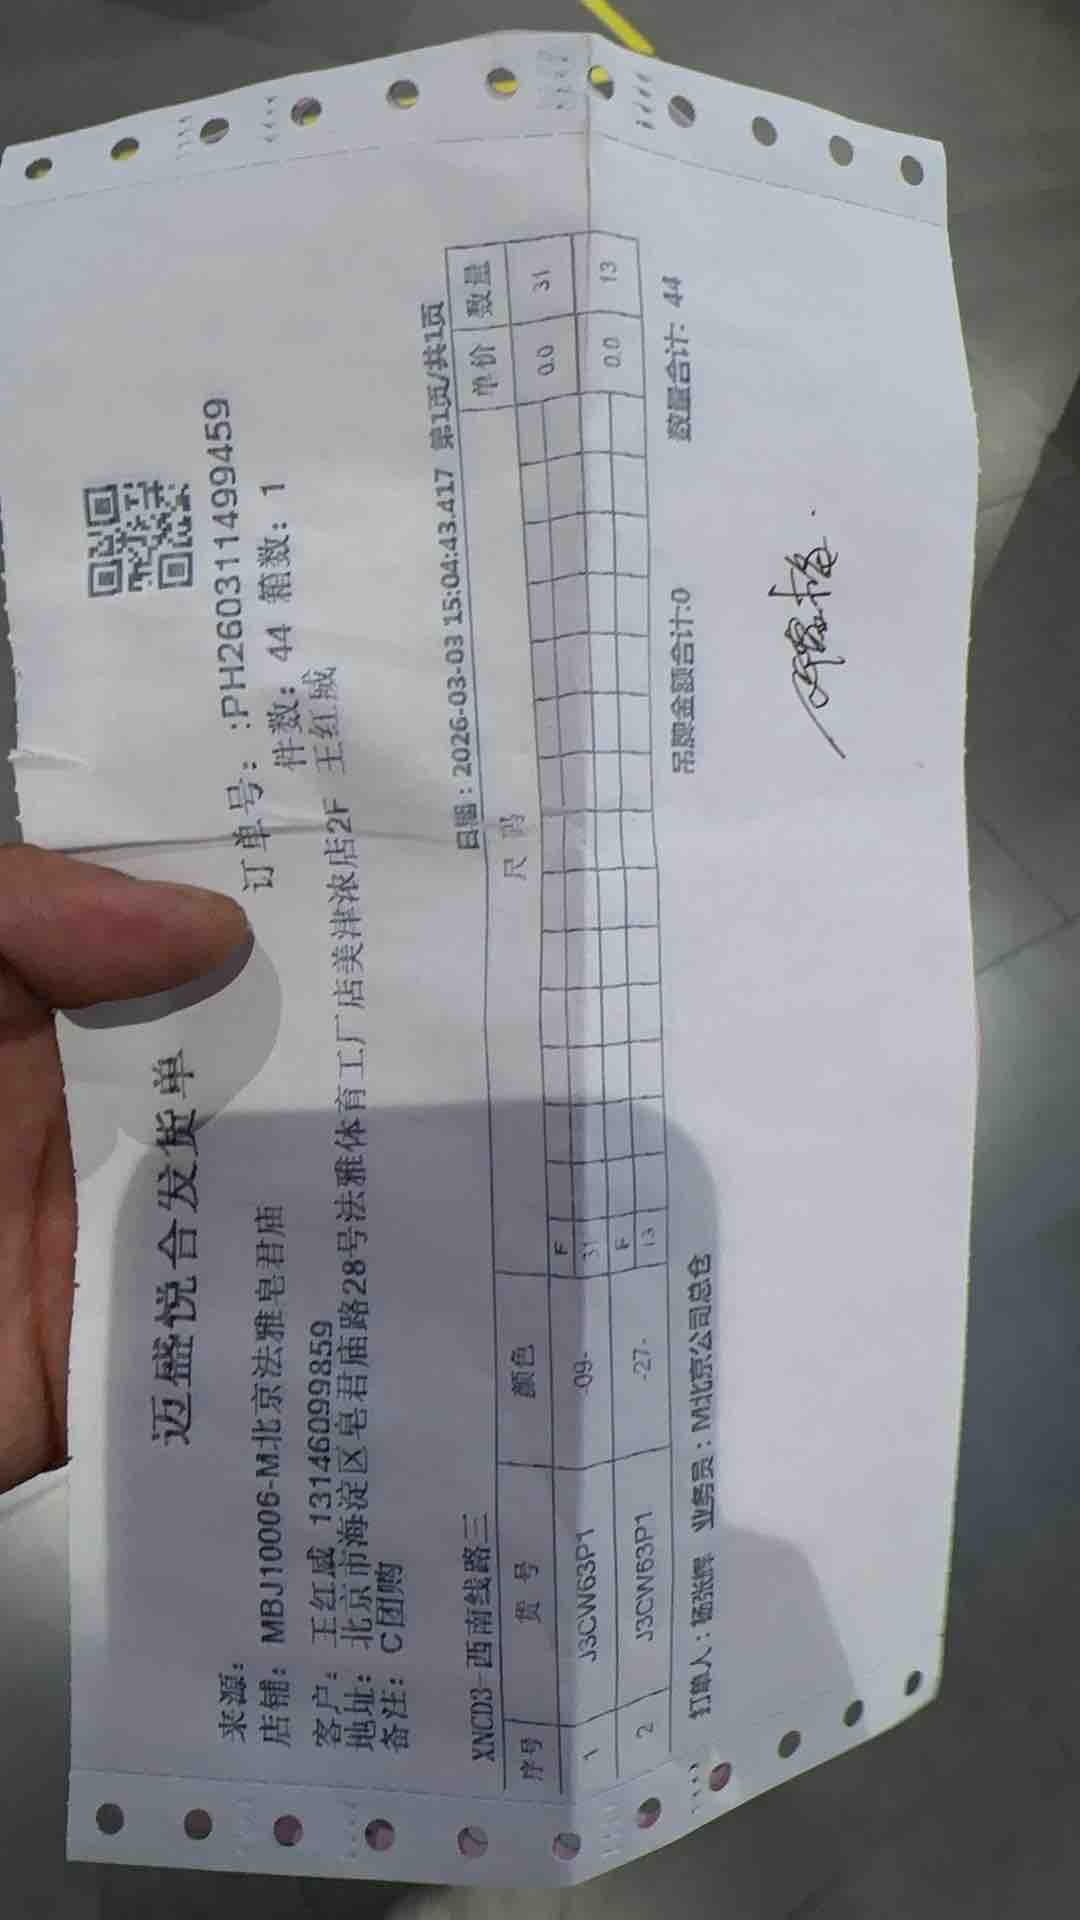 迈盛悦合发货单
来源:
订单号: :PH2603111499459
店铺: MBJ10006-M北京法雅皂君庙
件数: 44 箱数: 1
客户: 王红威 13146099859
地址: 北京市海淀区皂君庙路28号法雅体育工厂店美津浓店2F 王红威
备注: C团购
XNCD3-西南线路三
日期:2026-03-03 15:04:43.417 第1页/共1页
序号 货号 颜色 尺码 单价 数量
1 J3CW63P1 -09- F 0.0 31
31
2 J3CW63P1 -27- F 0.0 13
13
打单人:杨张辉 业务员:M北京公司总仓 吊牌金额合计:0 数量合计: 44